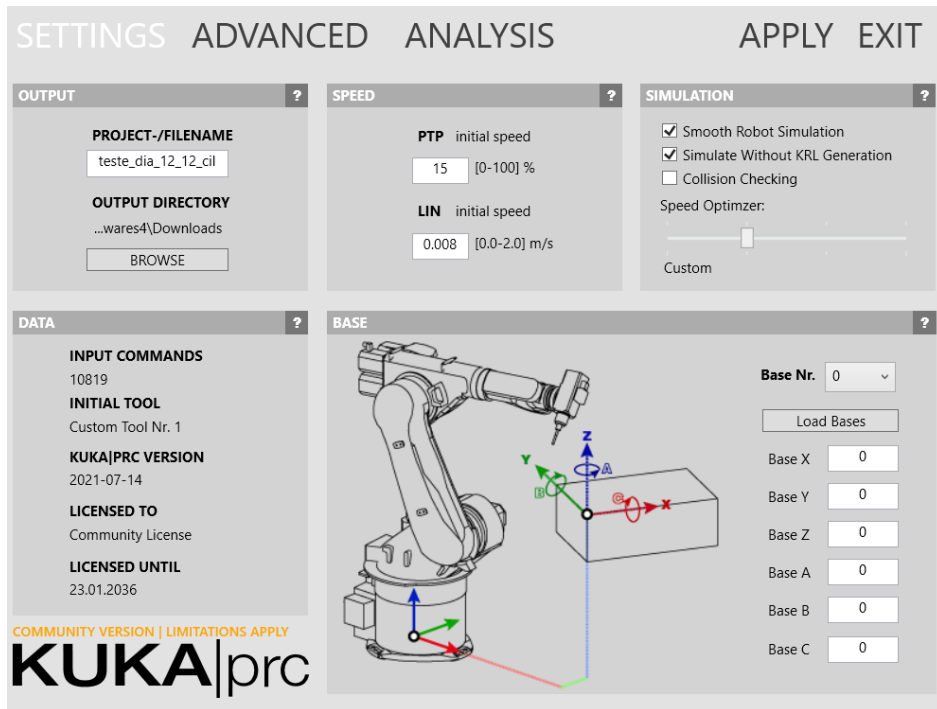 SETTINGS ADVANCED ANALYSIS APPLY EXIT
OUTPUT ?
PROJECT-/FILENAME
teste_dia_12_12_cil
OUTPUT DIRECTORY
...wares4\Downloads
BROWSE
SPEED ?
PTP initial speed
15 [0-100] %
LIN initial speed
0.008 [0.0-2.0] m/s
SIMULATION ?
Smooth Robot Simulation
Simulate Without KRL Generation
Collision Checking
Speed Optimzer:
Custom
DATA ?
INPUT COMMANDS
10819
INITIAL TOOL
Custom Tool Nr. 1
KUKA|PRC VERSION
2021-07-14
LICENSED TO
Community License
LICENSED UNTIL
23.01.2036
COMMUNITY VERSION | LIMITATIONS APPLY
KUKA|prc
BASE ?
Z
A
Y
B
C
X
Base Nr. 0
Load Bases
Base X 0
Base Y 0
Base Z 0
Base A 0
Base B 0
Base C 0